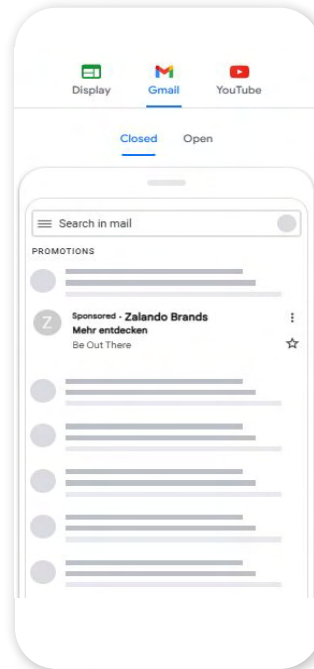 Display Gmail YouTube
Closed Open
Search in mail
PROMOTIONS
Z Sponsored - Zalando Brands
Mehr entdecken
Be Out There